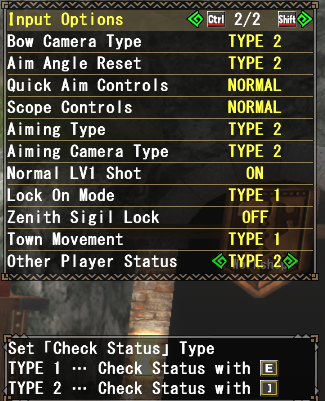 Input Options Ctrl 2/2 Shift
Bow Camera Type TYPE 2
Aim Angle Reset TYPE 2
Quick Aim Controls NORMAL
Scope Controls NORMAL
Aiming Type TYPE 2
Aiming Camera Type TYPE 2
Normal LV1 Shot ON
Lock On Mode TYPE 1
Zenith Sigil Lock OFF
Town Movement TYPE 1
Other Player Status TYPE 2
Set「Check Status」Type
TYPE 1 … Check Status with E
TYPE 2 … Check Status with ]